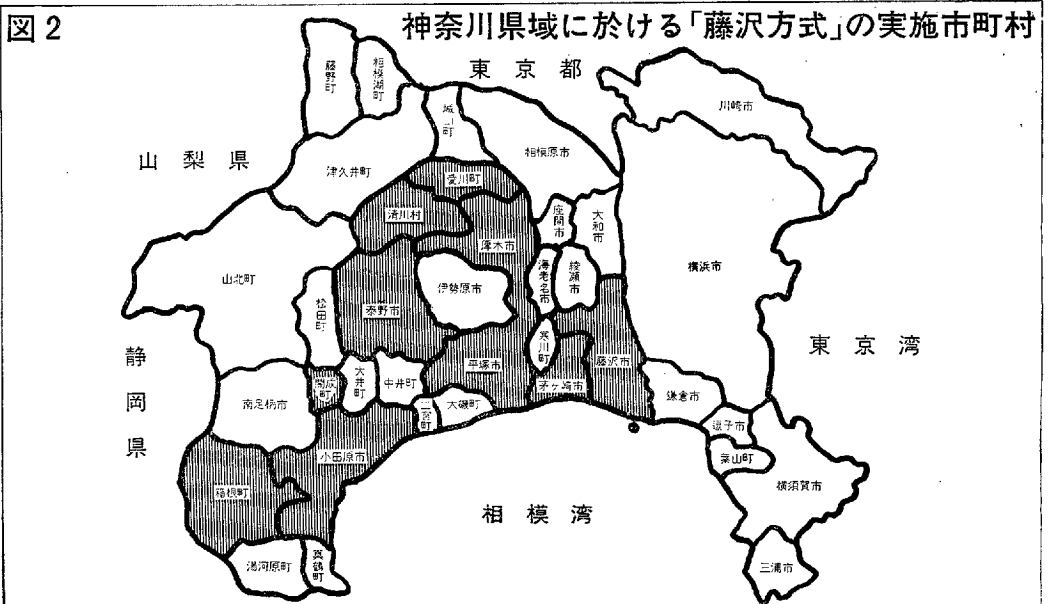 図2
神奈川県域に於ける「藤沢方式」の実施市町村
東京都
藤野町
相模湖町
川崎市
城山町
相模原市
山梨県
津久井町
愛川町
清川村
座間市
大和市
厚木市
横浜市
山北町
海老名市
綾瀬市
伊勢原市
松田町
秦野市
東京湾
寒川町
藤沢市
静岡県
平塚市
大井町
中井町
開成町
茅ヶ崎市
鎌倉市
南足柄市
二宮町
大磯町
逗子市
小田原市
葉山町
箱根町
横須賀市
相模湾
湯河原町
真鶴町
三浦市